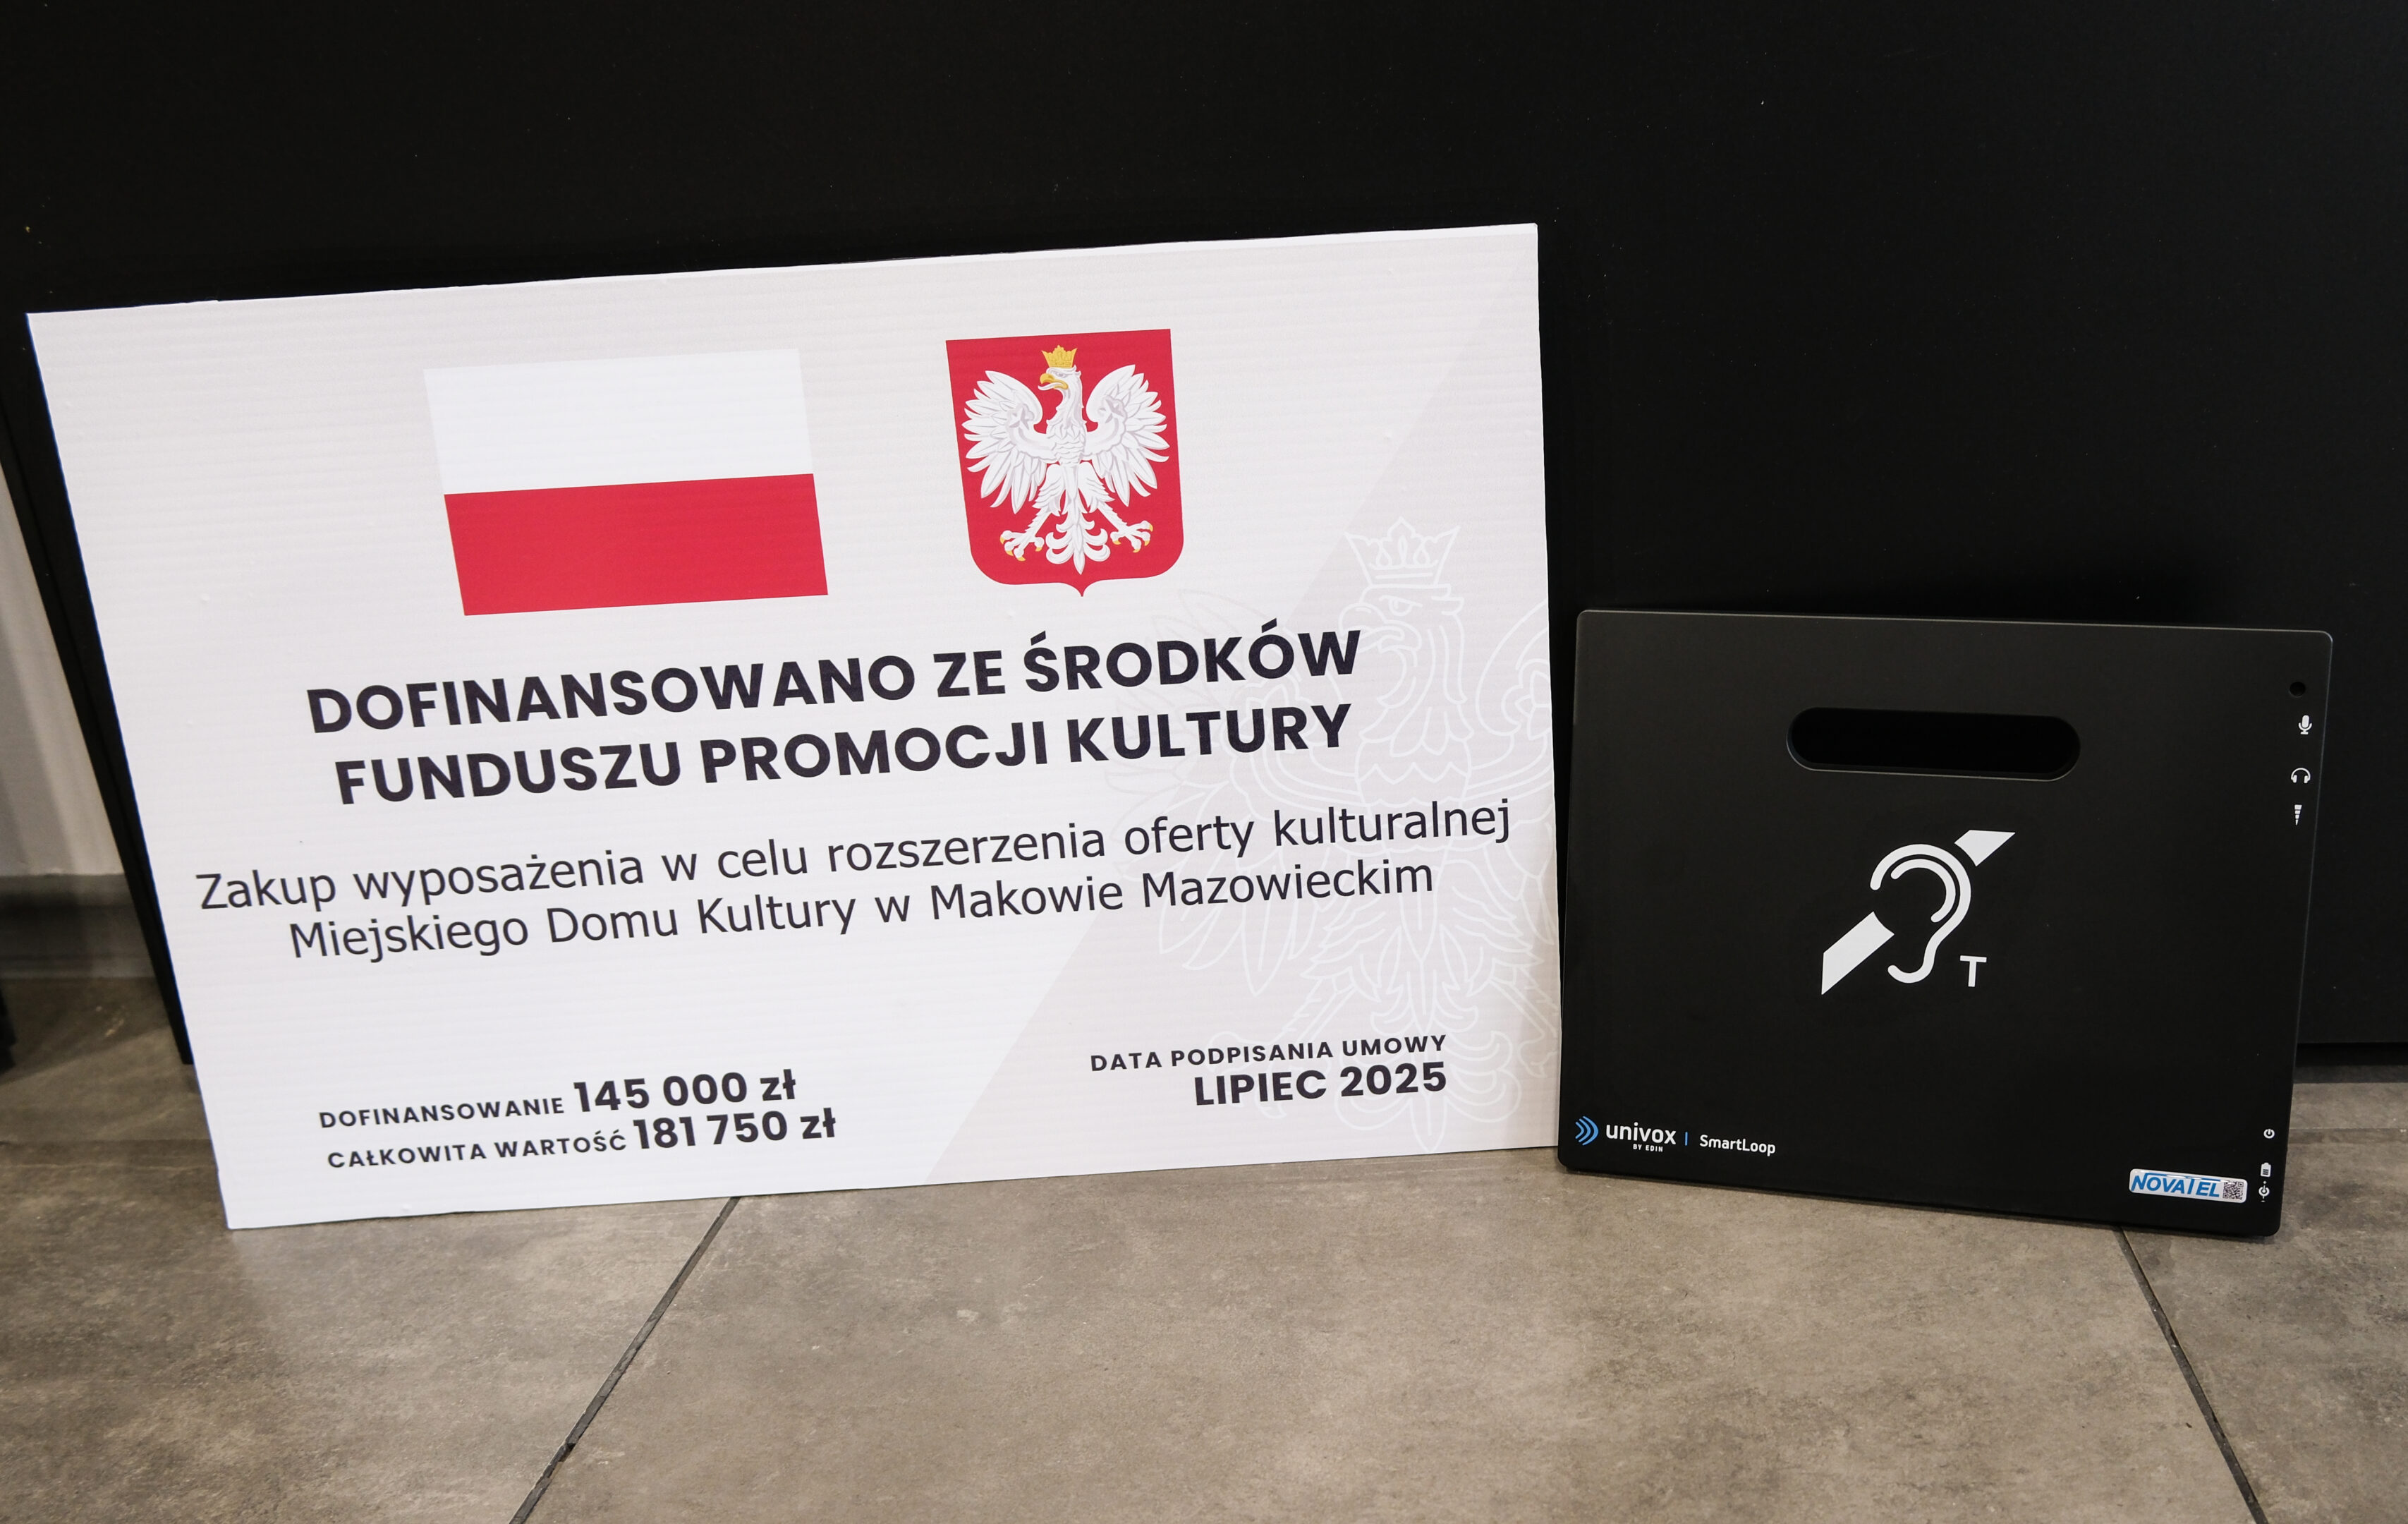 DOFINANSOWANO ZE ŚRODKÓW
FUNDUSZU PROMOCJI KULTURY
Zakup wyposażenia w celu rozszerzenia oferty kulturalnej
Miejskiego Domu Kultury w Makowie Mazowieckim
DOFINANSOWANIE 145 000 zł
CAŁKOWITA WARTOŚĆ 181 750 zł
DATA PODPISANIA UMOWY
LIPIEC 2025
T
univox | SmartLoop
BY EDIN
NOVATEL